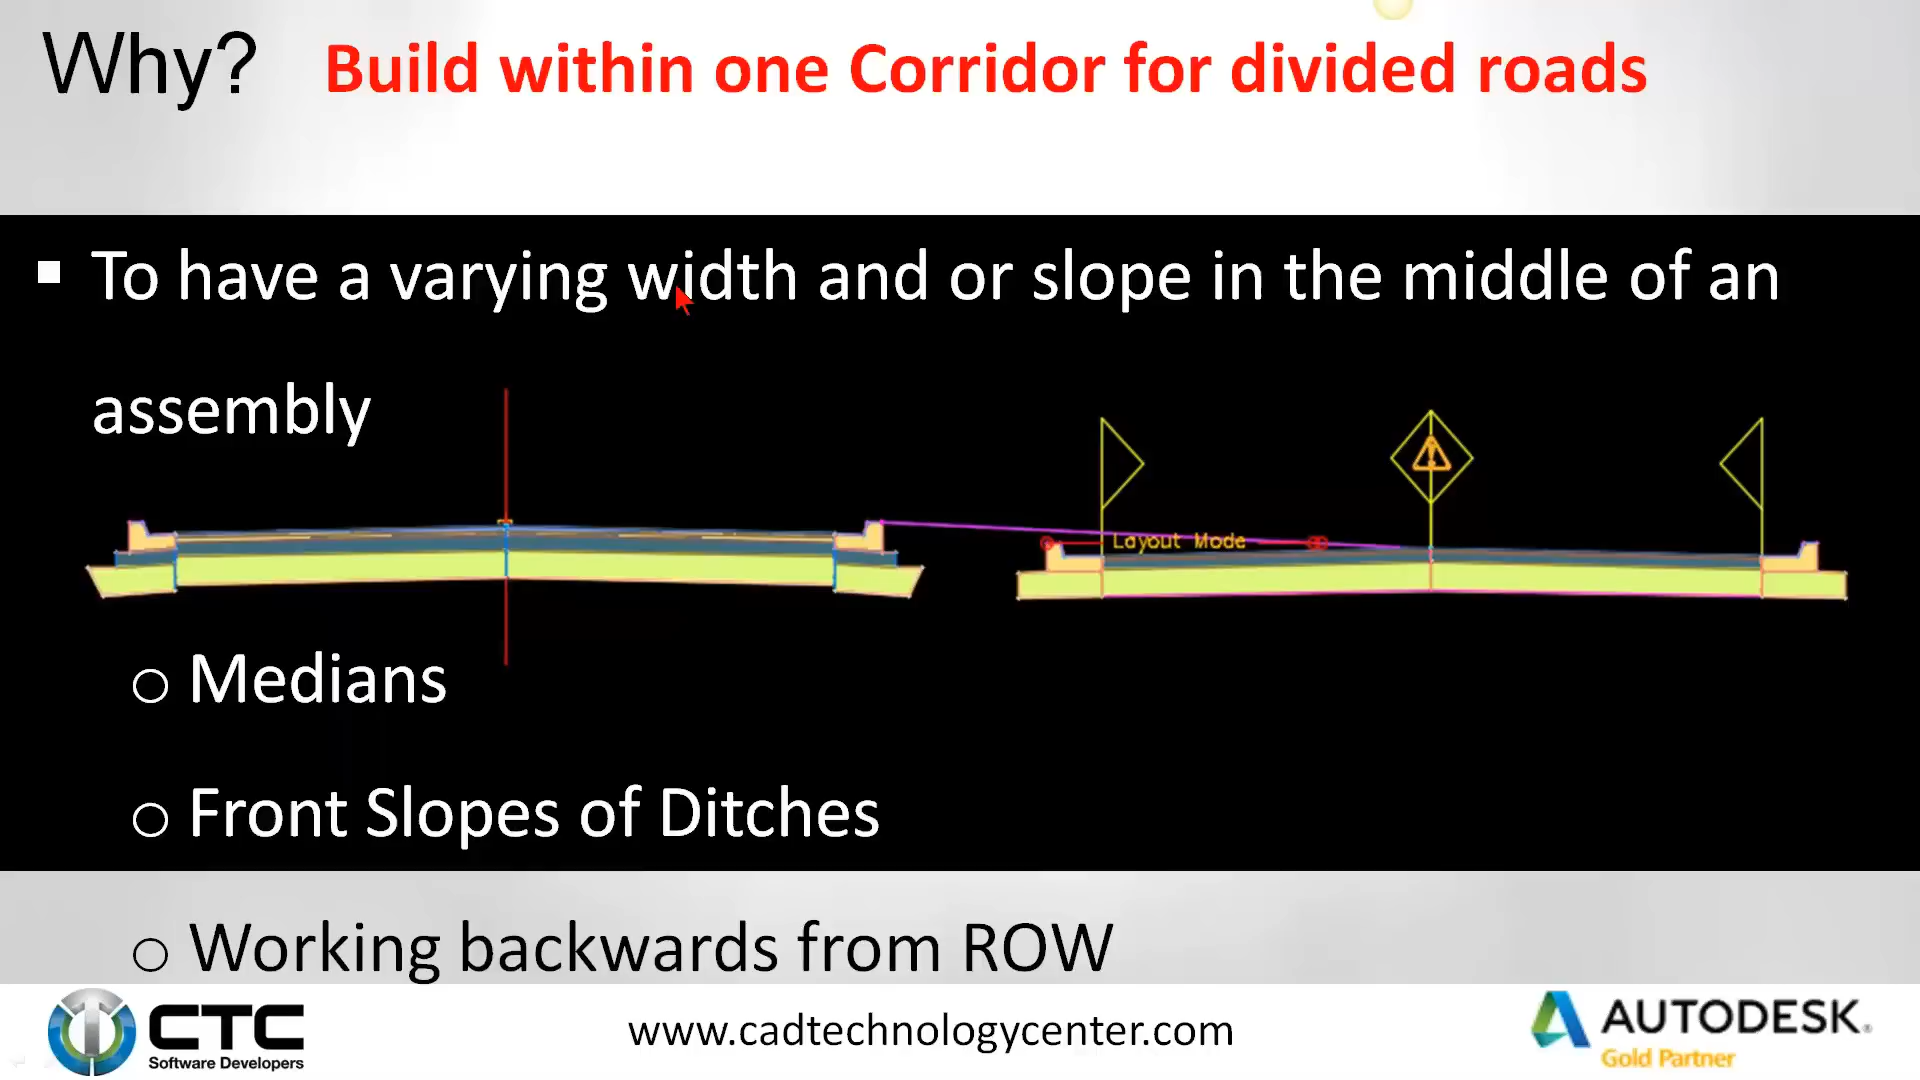 Why? Build within one Corridor for divided roads
▪ To have a varying width and or slope in the middle of an
assembly
Layout Mode
o Medians
o Front Slopes of Ditches
o Working backwards from ROW
CTC
Software Developers
www.cadtechnologycenter.com
AUTODESK®
Gold Partner